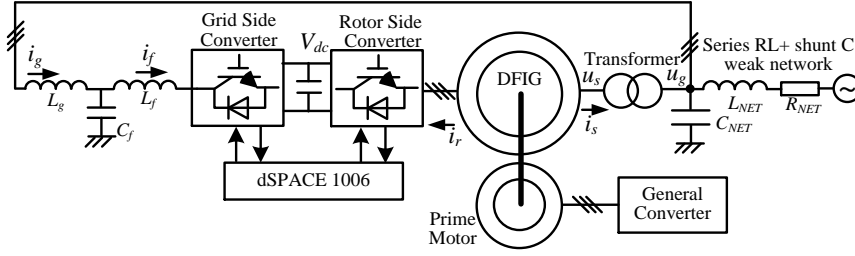 Grid Side
Converter
V_dc
Rotor Side
Converter
i_g
i_f
L_g
L_f
C_f
dSPACE 1006
i_r
DFIG
Transformer
u_s
u_g
i_s
Series RL+ shunt C
weak network
L_NET
R_NET
C_NET
Prime
Motor
General
Converter